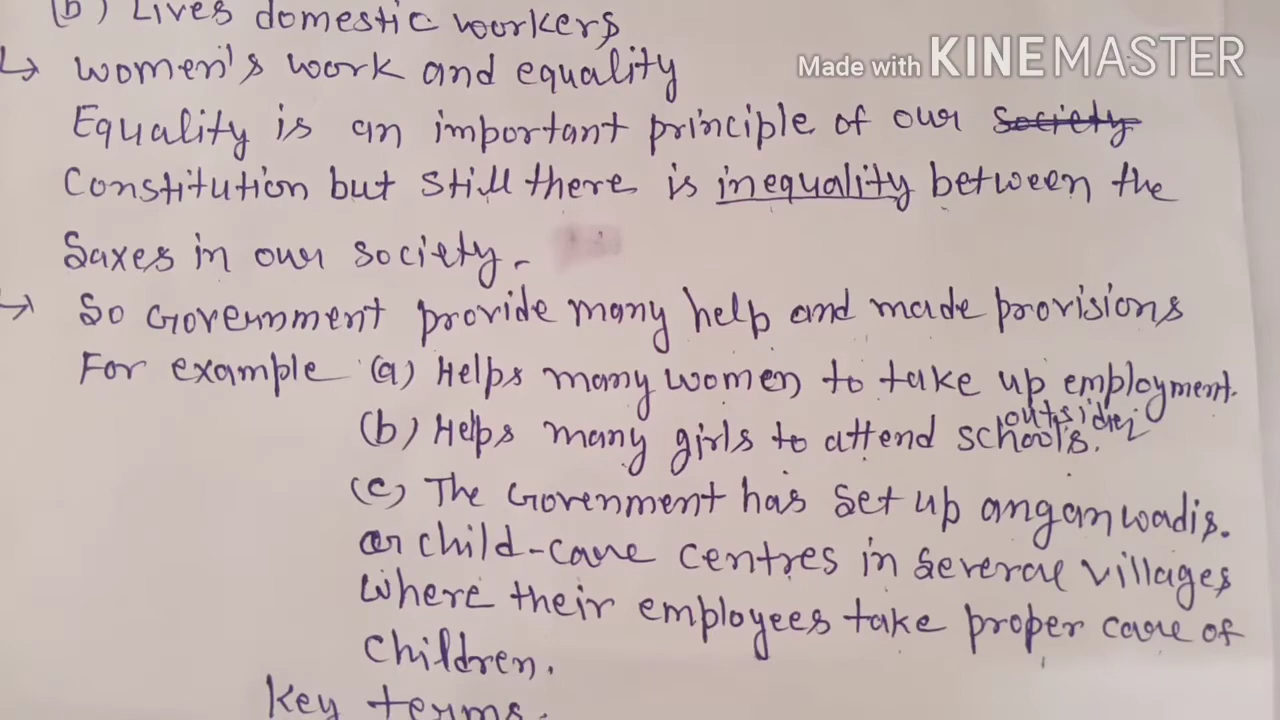 (b) Lives domestic workers
Made with KINEMASTER
↳ women's work and equality
Equality is an important principle of our society
Constitution but still there is inequality between the
Saxes in our society.
→ So Government provide many help and made provisions
For example (a) Helps many women to take up employment.
outside
(b) Helps many girls to attend schools.
(c) The Govenment has set up anganwadis.
or child-care centres in several villages
where their employees take proper care of
children.
Key terms.